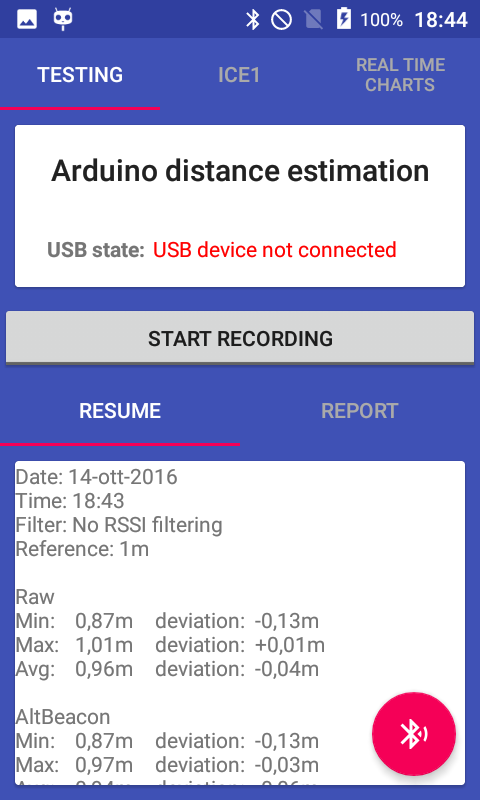 100% 18:44
TESTING
ICE1
REAL TIME
CHARTS
Arduino distance estimation
USB state: USB device not connected
START RECORDING
RESUME
REPORT
Date: 14-ott-2016
Time: 18:43
Filter: No RSSI filtering
Reference: 1m
Raw
Min: 0,87m deviation: -0,13m
Max: 1,01m deviation: +0,01m
Avg: 0,96m deviation: -0,04m
AltBeacon
Min: 0,87m deviation: -0,13m
Max: 0,97m deviation: -0,03m